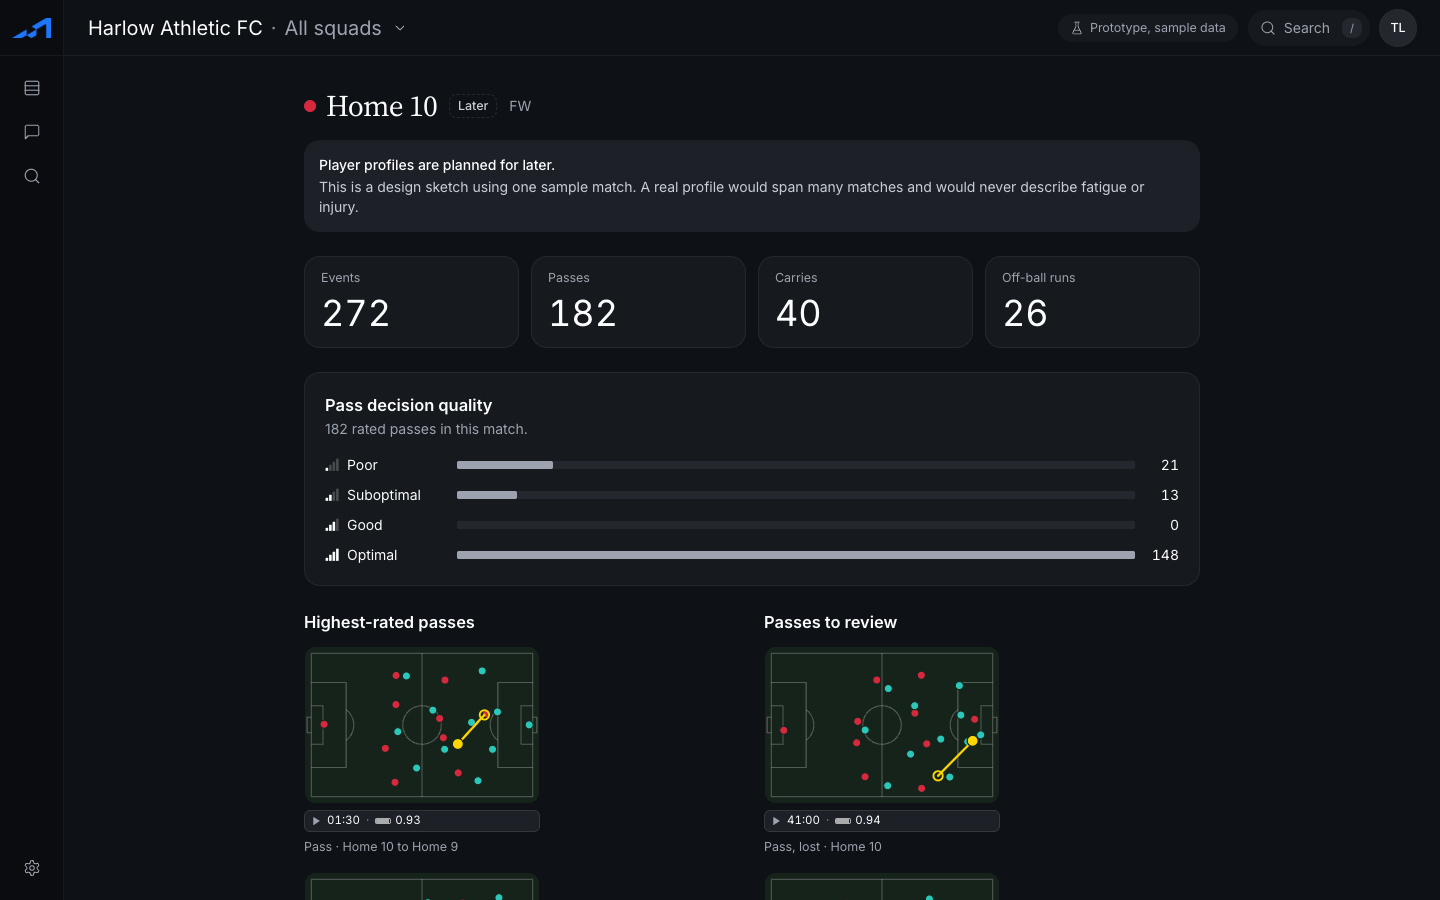 Harlow Athletic FC · All squads
Prototype, sample data
Search /
TL
Home 10 Later FW
Player profiles are planned for later.
This is a design sketch using one sample match. A real profile would span many matches and would never describe fatigue or
injury.
Events
272
Passes
182
Carries
40
Off-ball runs
26
Pass decision quality
182 rated passes in this match.
Poor 21
Suboptimal 13
Good 0
Optimal 148
Highest-rated passes
01:30 · 0.93
Pass · Home 10 to Home 9
Passes to review
41:00 · 0.94
Pass, lost · Home 10